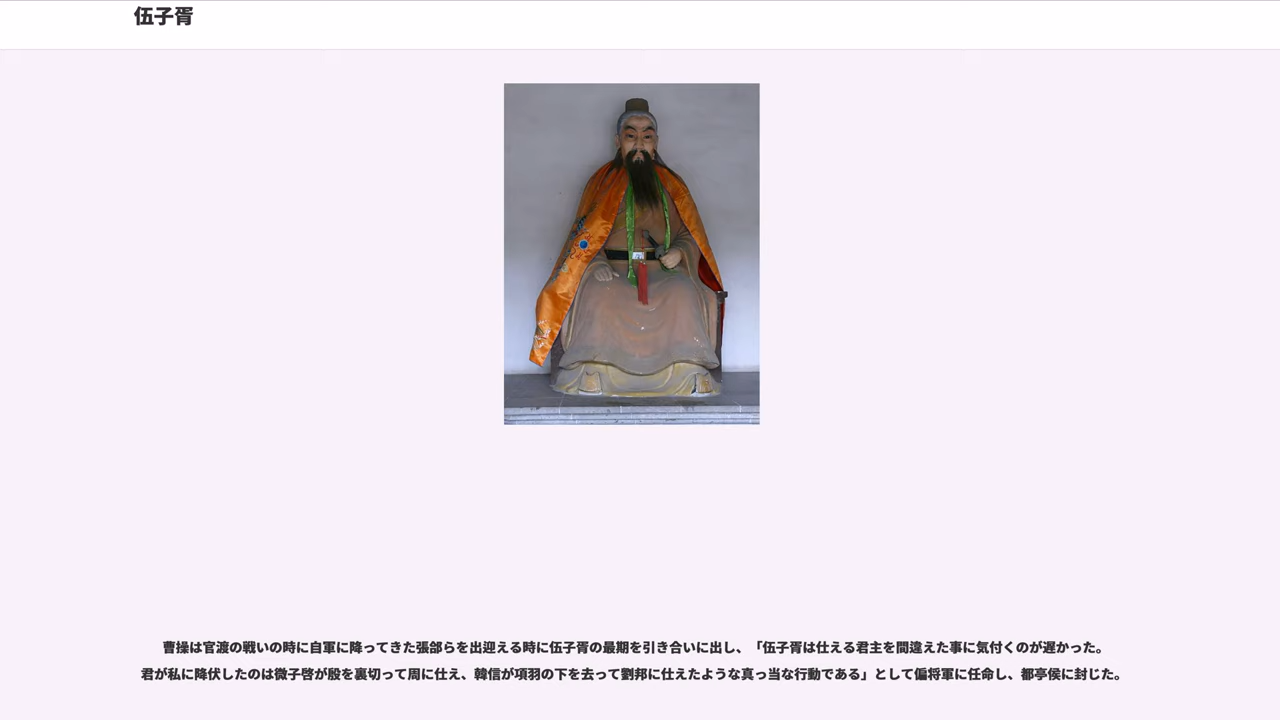 伍子胥
曹操は官渡の戦いの時に自軍に降ってきた張郃らを出迎える時に伍子胥の最期を引き合いに出し、「伍子胥は仕える君主を間違えた事に気付くのが遅かった。
君が私に降伏したのは微子啓が殷を裏切って周に仕え、韓信が項羽の下を去って劉邦に仕えたような真っ当な行動である」として偏将軍に任命し、都亭侯に封じた。